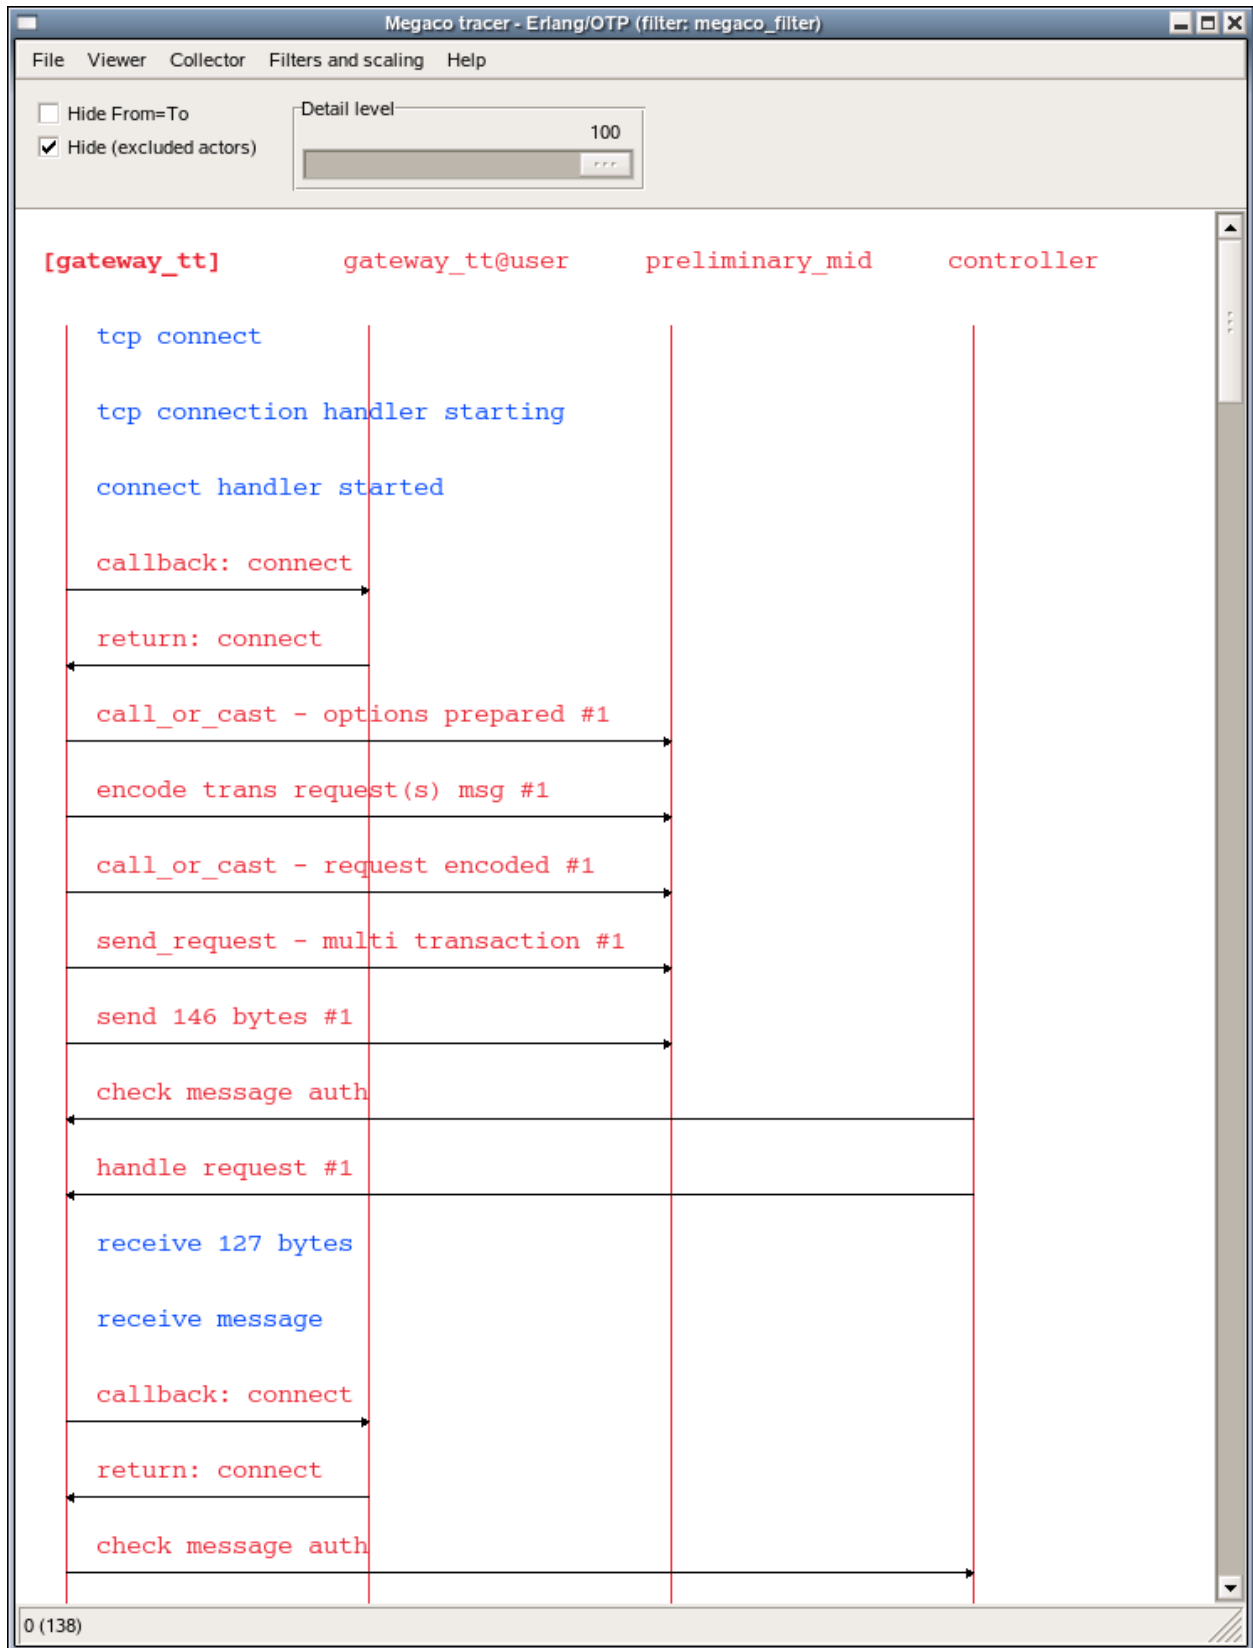 Megaco tracer - Erlang/OTP (filter: megaco_filter)
File Viewer Collector Filters and scaling Help
Hide From=To
Hide (excluded actors)
Detail level
100
[gateway_tt] gateway_tt@user preliminary_mid controller
tcp connect
tcp connection handler starting
connect handler started
callback: connect
return: connect
call_or_cast - options prepared #1
encode trans request(s) msg #1
call_or_cast - request encoded #1
send_request - multi transaction #1
send 146 bytes #1
check message auth
handle request #1
receive 127 bytes
receive message
callback: connect
return: connect
check message auth
0 (138)